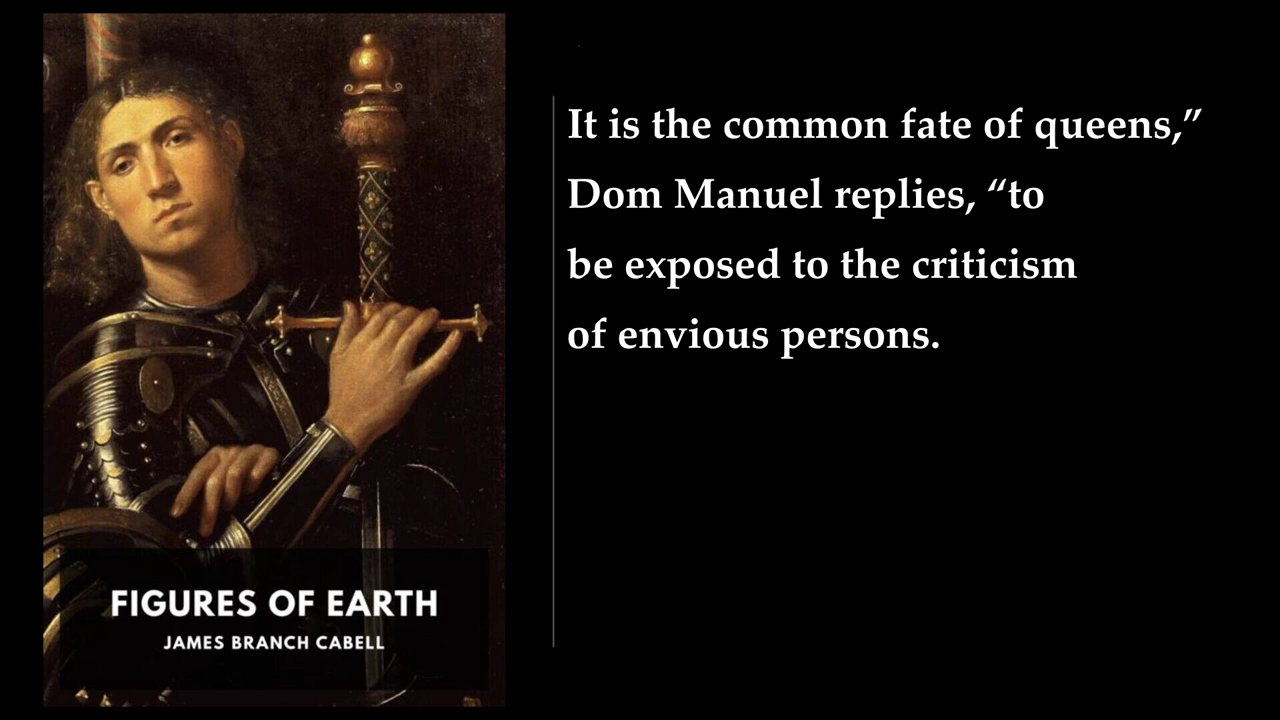 It is the common fate of queens,”
Dom Manuel replies, “to
be exposed to the criticism
of envious persons.
FIGURES OF EARTH
JAMES BRANCH CABELL